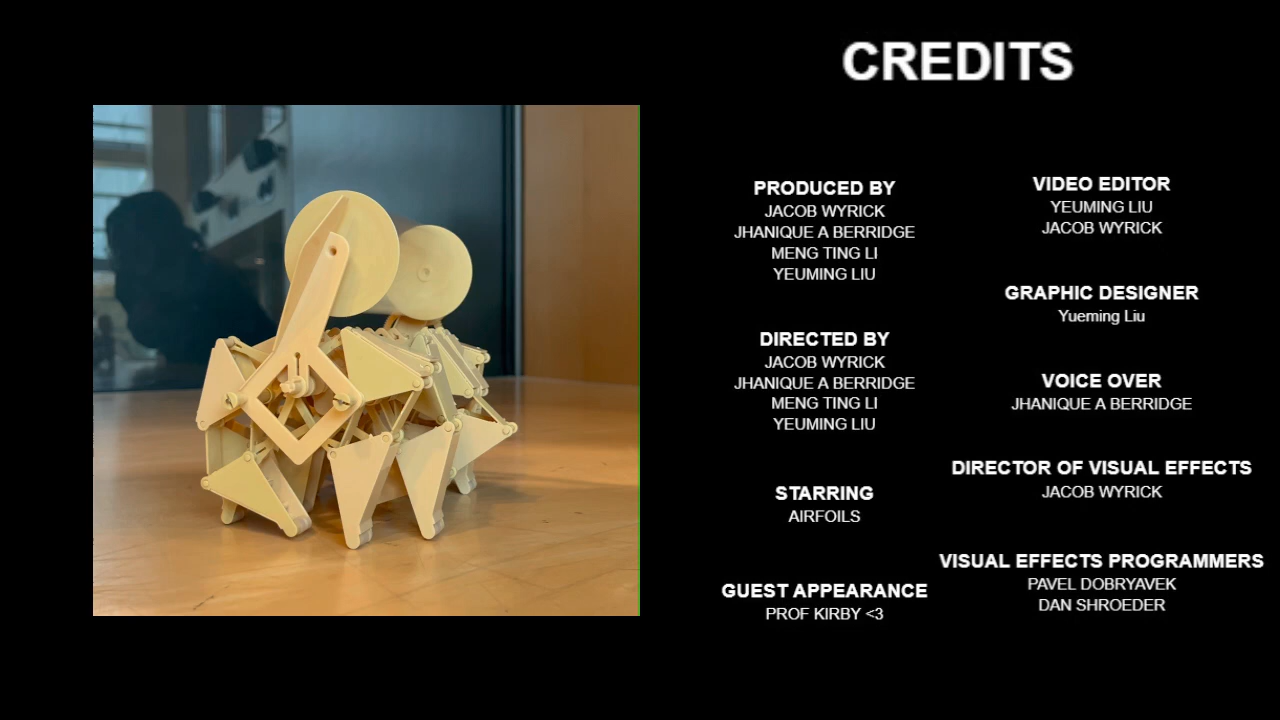 CREDITS
PRODUCED BY
JACOB WYRICK
JHANIQUE A BERRIDGE
MENG TING LI
YEUMING LIU
DIRECTED BY
JACOB WYRICK
JHANIQUE A BERRIDGE
MENG TING LI
YEUMING LIU
STARRING
AIRFOILS
GUEST APPEARANCE
PROF KIRBY <3
VIDEO EDITOR
YEUMING LIU
JACOB WYRICK
GRAPHIC DESIGNER
Yueming Liu
VOICE OVER
JHANIQUE A BERRIDGE
DIRECTOR OF VISUAL EFFECTS
JACOB WYRICK
VISUAL EFFECTS PROGRAMMERS
PAVEL DOBRYAVEK
DAN SHROEDER